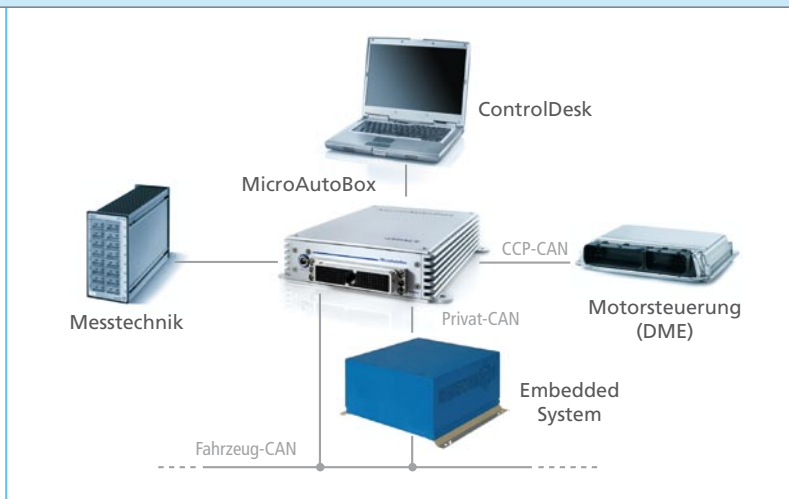 ControlDesk
MicroAutoBox
CCP-CAN
Messtechnik
Privat-CAN
Motorsteuerung
(DME)
Embedded
System
Fahrzeug-CAN